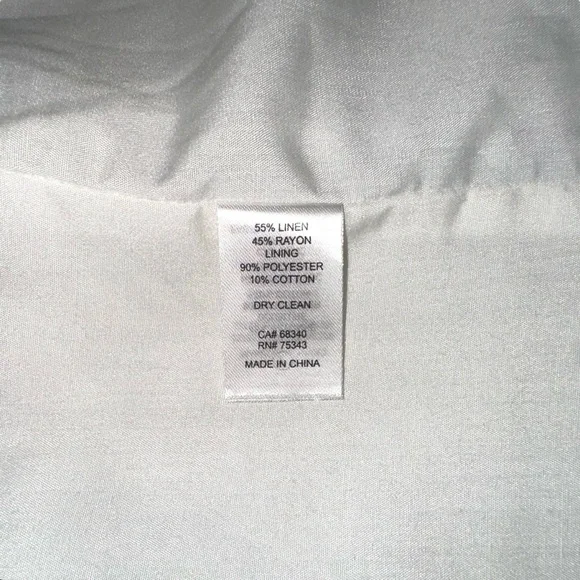 55% LINEN
45% RAYON
LINING
90% POLYESTER
10% COTTON
DRY CLEAN
CA# 68340
RN# 75343
MADE IN CHINA